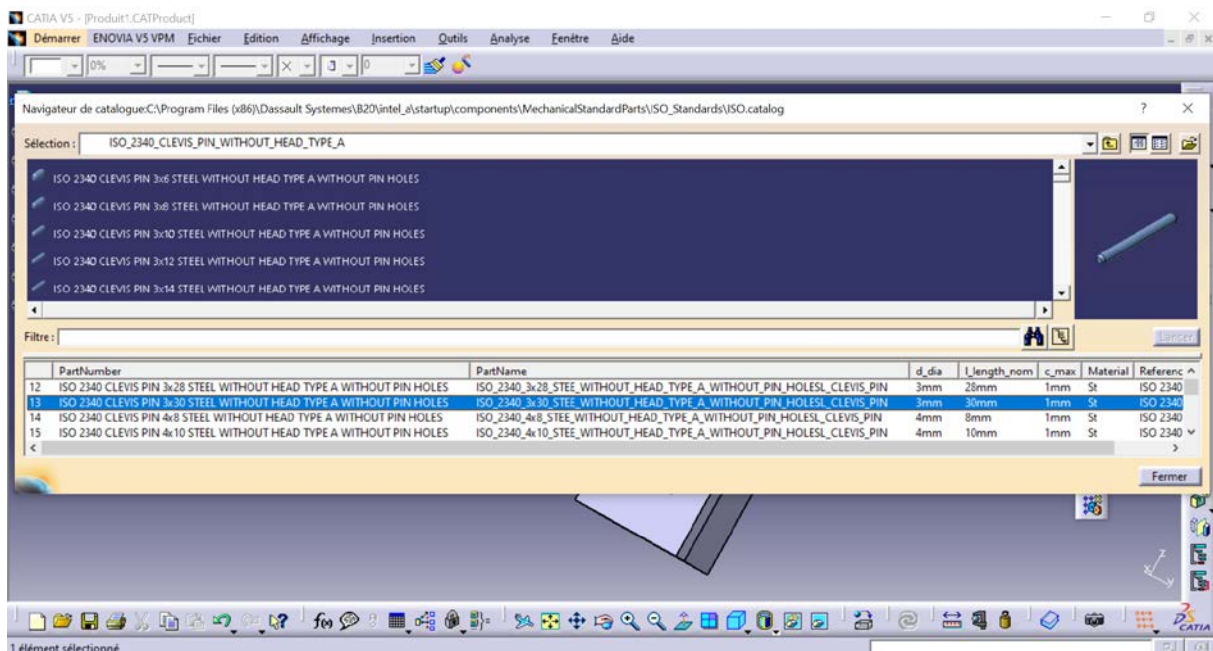 CATIA V5 - [Produit1.CATProduct]
Démarrer ENOVIA V5 VPM Fichier Edition Affichage Insertion Outils Analyse Fenêtre Aide
0% 0
Navigateur de catalogue:C:\Program Files (x86)\Dassault Systemes\B20\intel_a\startup\components\MechanicalStandardParts\ISO_Standards\ISO.catalog ?
Sélection : ISO_2340_CLEVIS_PIN_WITHOUT_HEAD_TYPE_A
ISO 2340 CLEVIS PIN 3x6 STEEL WITHOUT HEAD TYPE A WITHOUT PIN HOLES
ISO 2340 CLEVIS PIN 3x8 STEEL WITHOUT HEAD TYPE A WITHOUT PIN HOLES
ISO 2340 CLEVIS PIN 3x10 STEEL WITHOUT HEAD TYPE A WITHOUT PIN HOLES
ISO 2340 CLEVIS PIN 3x12 STEEL WITHOUT HEAD TYPE A WITHOUT PIN HOLES
ISO 2340 CLEVIS PIN 3x14 STEEL WITHOUT HEAD TYPE A WITHOUT PIN HOLES
Filtre : Lancer
PartNumber PartName d_dia l_length_nom c_max Material Referenc
12 ISO 2340 CLEVIS PIN 3x28 STEEL WITHOUT HEAD TYPE A WITHOUT PIN HOLES ISO_2340_3x28_STEE_WITHOUT_HEAD_TYPE_A_WITHOUT_PIN_HOLESL_CLEVIS_PIN 3mm 28mm 1mm St ISO 2340
13 ISO 2340 CLEVIS PIN 3x30 STEEL WITHOUT HEAD TYPE A WITHOUT PIN HOLES ISO_2340_3x30_STEE_WITHOUT_HEAD_TYPE_A_WITHOUT_PIN_HOLESL_CLEVIS_PIN 3mm 30mm 1mm St ISO 2340
14 ISO 2340 CLEVIS PIN 4x8 STEEL WITHOUT HEAD TYPE A WITHOUT PIN HOLES ISO_2340_4x8_STEE_WITHOUT_HEAD_TYPE_A_WITHOUT_PIN_HOLESL_CLEVIS_PIN 4mm 8mm 1mm St ISO 2340
15 ISO 2340 CLEVIS PIN 4x10 STEEL WITHOUT HEAD TYPE A WITHOUT PIN HOLES ISO_2340_4x10_STEE_WITHOUT_HEAD_TYPE_A_WITHOUT_PIN_HOLESL_CLEVIS_PIN 4mm 10mm 1mm St ISO 2340
Fermer
z
f(x)
CATIA
1 élément sélectionné